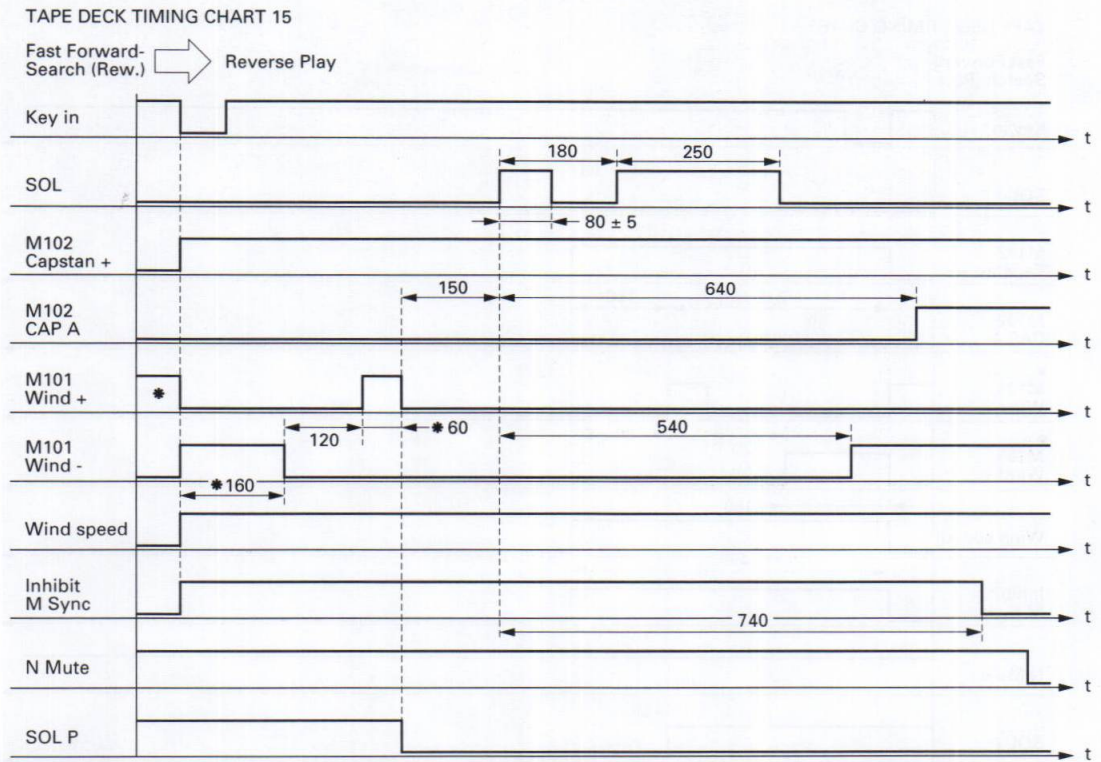 TAPE DECK TIMING CHART 15
Fast Forward-
Search (Rew.)
Reverse Play
Key in
t
180
250
SOL
t
80 ± 5
M102
Capstan +
t
150
640
M102
CAP A
t
M101
Wind +
✱
t
120
✱ 60
540
M101
Wind -
t
✱ 160
Wind speed
t
Inhibit
M Sync
t
740
N Mute
t
SOL P
t